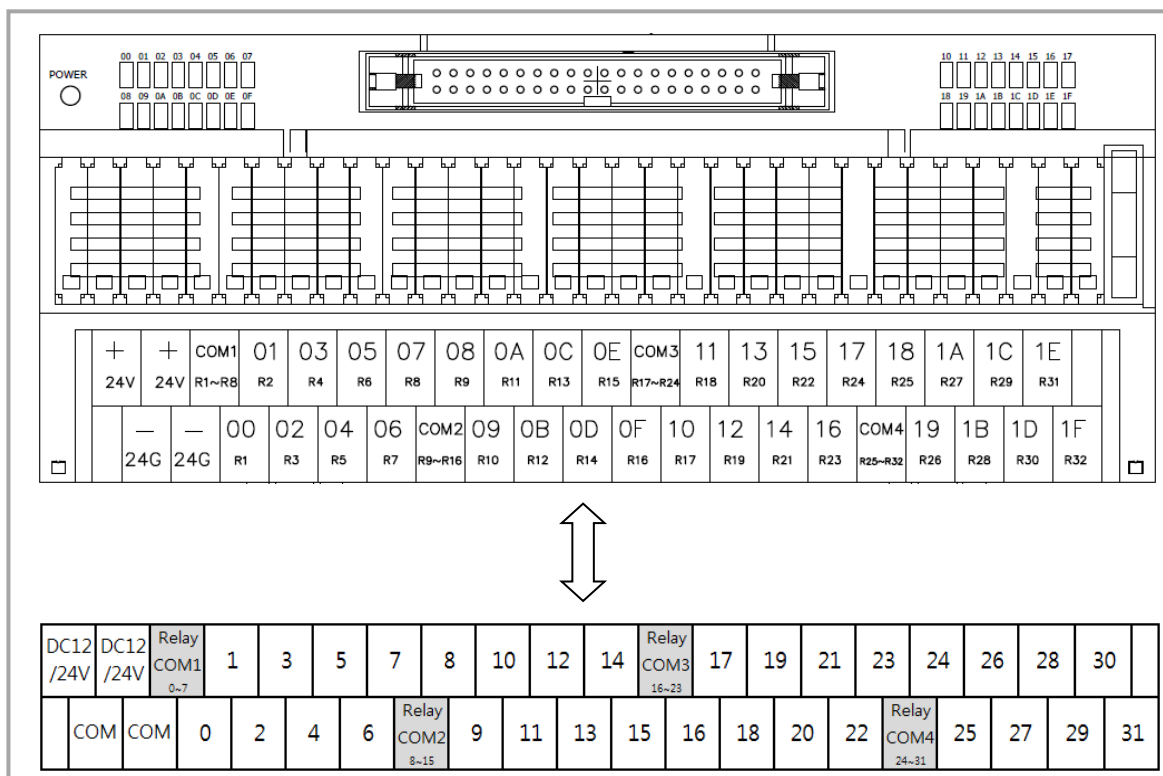 00 01 02 03 04 05 06 07
10 11 12 13 14 15 16 17
POWER
08 09 0A 0B 0C 0D 0E 0F
18 19 1A 1B 1C 1D 1E 1F
+ + COM1 01 03 05 07 08 0A 0C 0E COM3 11 13 15 17 18 1A 1C 1E
24V 24V R1~R8 R2 R4 R6 R8 R9 R11 R13 R15 R17~R24 R18 R20 R22 R24 R25 R27 R29 R31
− − 00 02 04 06 COM2 09 0B 0D 0F 10 12 14 16 COM4 19 1B 1D 1F
24G 24G R1 R3 R5 R7 R9~R16 R10 R12 R14 R16 R17 R19 R21 R23 R25~R32 R26 R28 R30 R32
DC12 /24V DC12 /24V Relay COM1 0~7 1 3 5 7 8 10 12 14 Relay COM3 16~23 17 19 21 23 24 26 28 30
COM COM 0 2 4 6 Relay COM2 8~15 9 11 13 15 16 18 20 22 Relay COM4 24~31 25 27 29 31